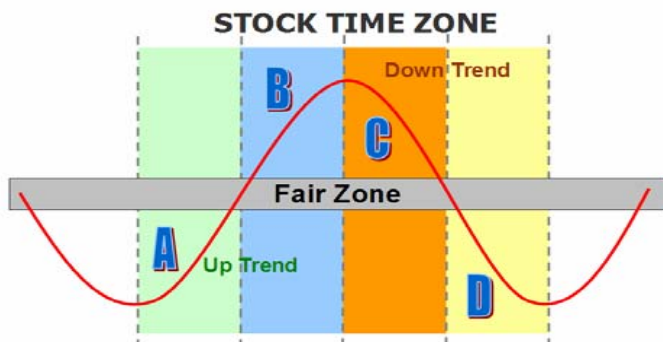 STOCK TIME ZONE
Down Trend
B
C
Fair Zone
A
Up Trend
D